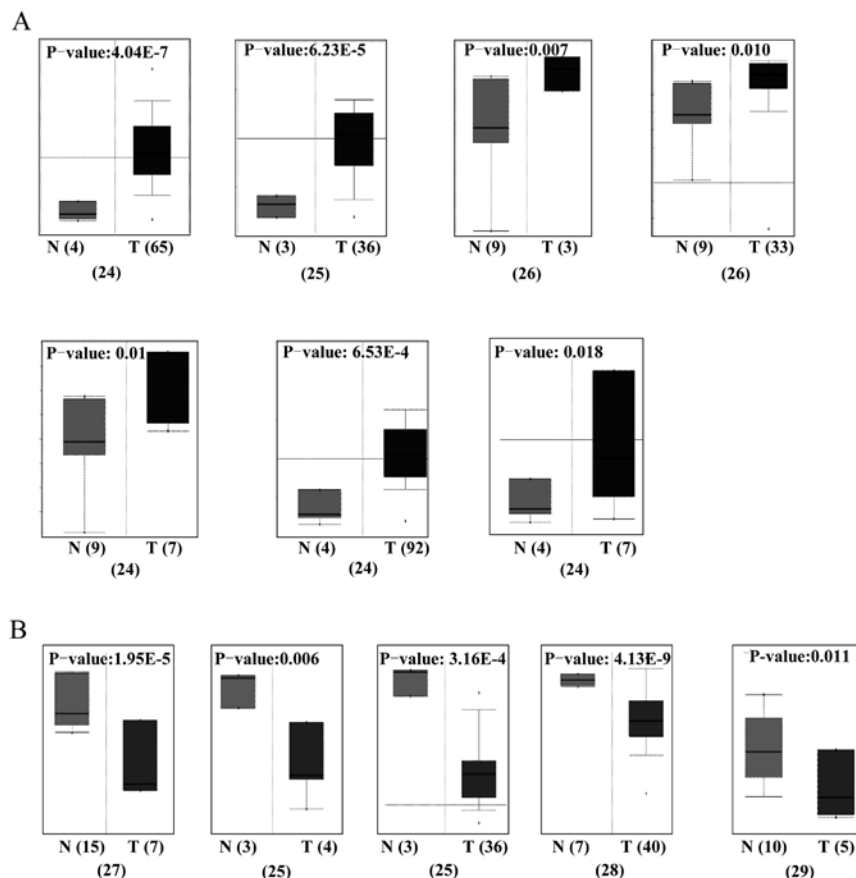 A
P-value:4.04E-7 P-value:6.23E-5 P-value:0.007 P-value: 0.010
N (4) T (65) N (3) T (36) N (9) T (3) N (9) T (33)
(24) (25) (26) (26)
P-value: 0.01 P-value: 6.53E-4 P-value: 0.018
N (9) T (7) N (4) T (92) N (4) T (7)
(24) (24) (24)
B
P-value:1.95E-5 P-value:0.006 P-value: 3.16E-4 P-value: 4.13E-9 P-value:0.011
N (15) T (7) N (3) T (4) N (3) T (36) N (7) T (40) N (10) T (5)
(27) (25) (25) (28) (29)